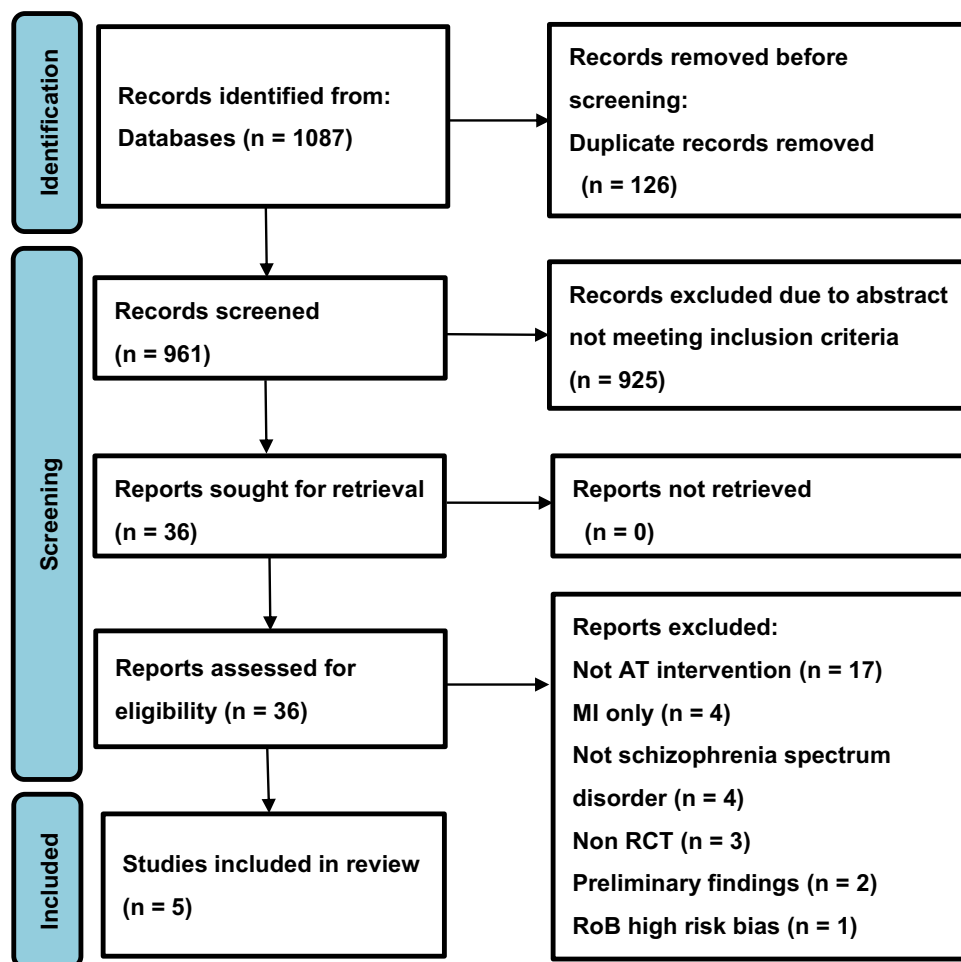 Identification
Records identified from:
Databases (n = 1087)
Records removed before
screening:
Duplicate records removed
(n = 126)
Screening
Records screened
(n = 961)
Records excluded due to abstract
not meeting inclusion criteria
(n = 925)
Reports sought for retrieval
(n = 36)
Reports not retrieved
(n = 0)
Reports assessed for
eligibility (n = 36)
Reports excluded:
Not AT intervention (n = 17)
MI only (n = 4)
Not schizophrenia spectrum
disorder (n = 4)
Non RCT (n = 3)
Preliminary findings (n = 2)
RoB high risk bias (n = 1)
Included
Studies included in review
(n = 5)